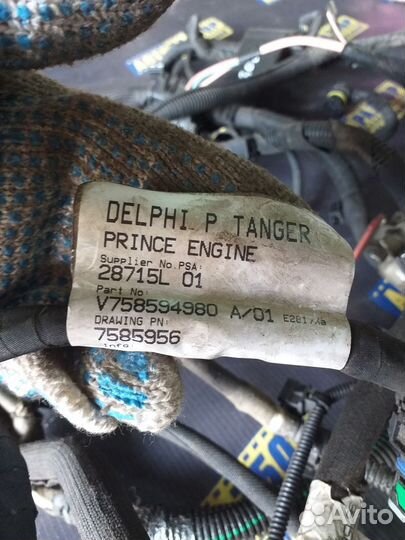 DELPHI P TANGER
PRINCE ENGINE
Supplier No PSA:
28715L 01
Part No:
V758594980 A/01
DRAWING PN:
7585956
Avito